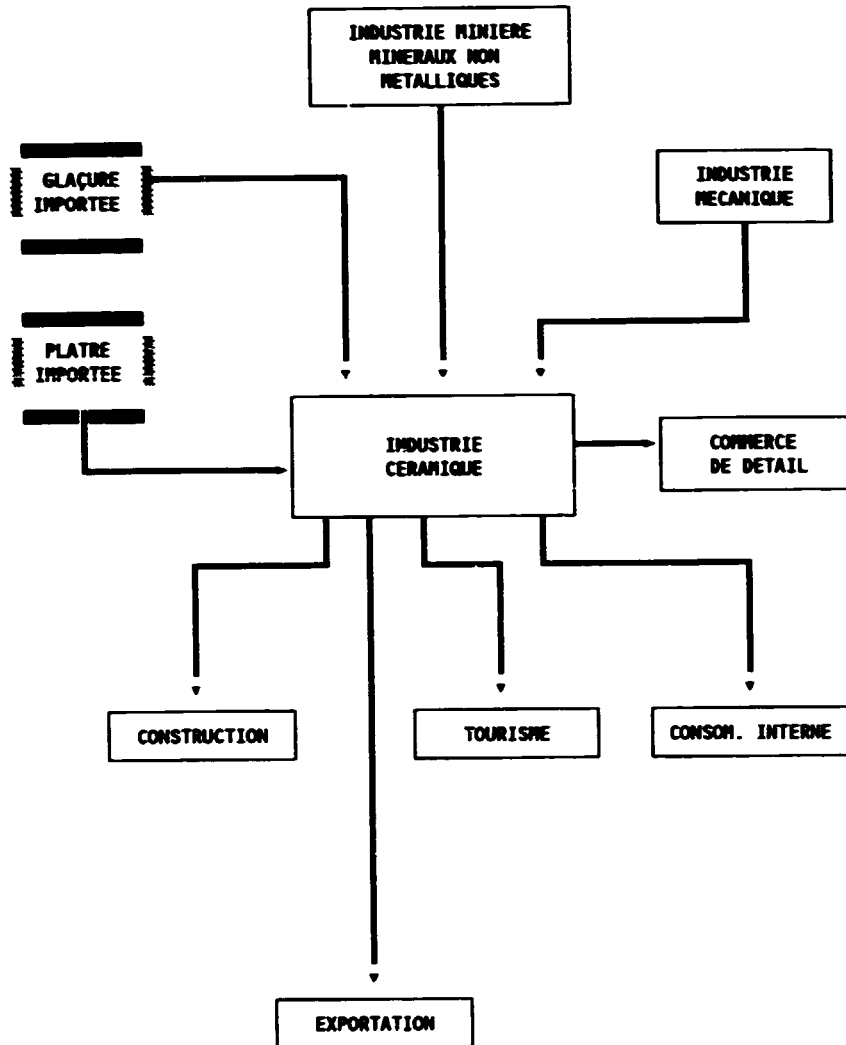 INDUSTRIE MINIERE
MINERAUX NON
METALLIQUES
GLAÇURE
IMPORTEE
INDUSTRIE
MECANIQUE
PLATRE
IMPORTEE
INDUSTRIE
CERAMIQUE
COMMERCE
DE DETAIL
CONSTRUCTION
TOURISME
CONSOM. INTERNE
EXPORTATION